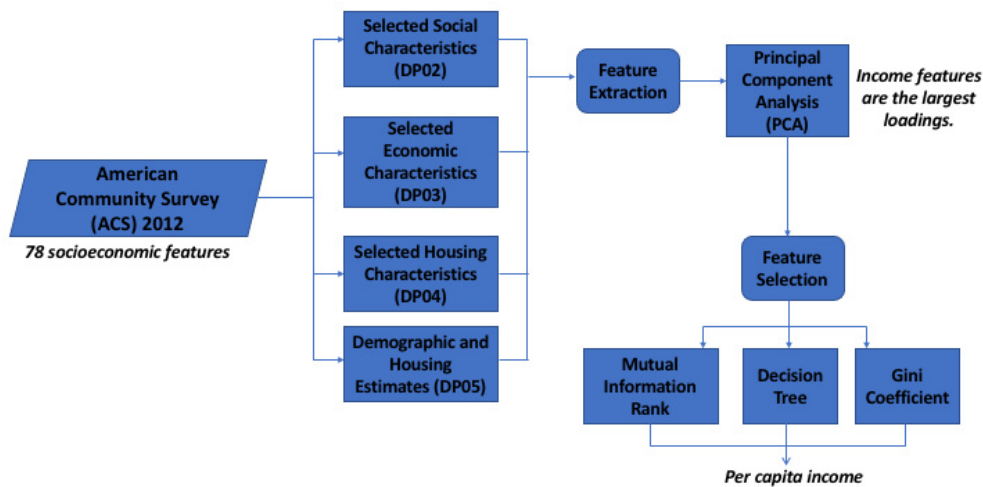 American
Community Survey
(ACS) 2012
78 socioeconomic features
Selected Social
Characteristics
(DP02)
Selected
Economic
Characteristics
(DP03)
Selected Housing
Characteristics
(DP04)
Demographic and
Housing
Estimates (DP05)
Feature
Extraction
Principal
Component
Analysis
(PCA)
Income features
are the largest
loadings.
Feature
Selection
Mutual
Information
Rank
Decision
Tree
Gini
Coefficient
Per capita income